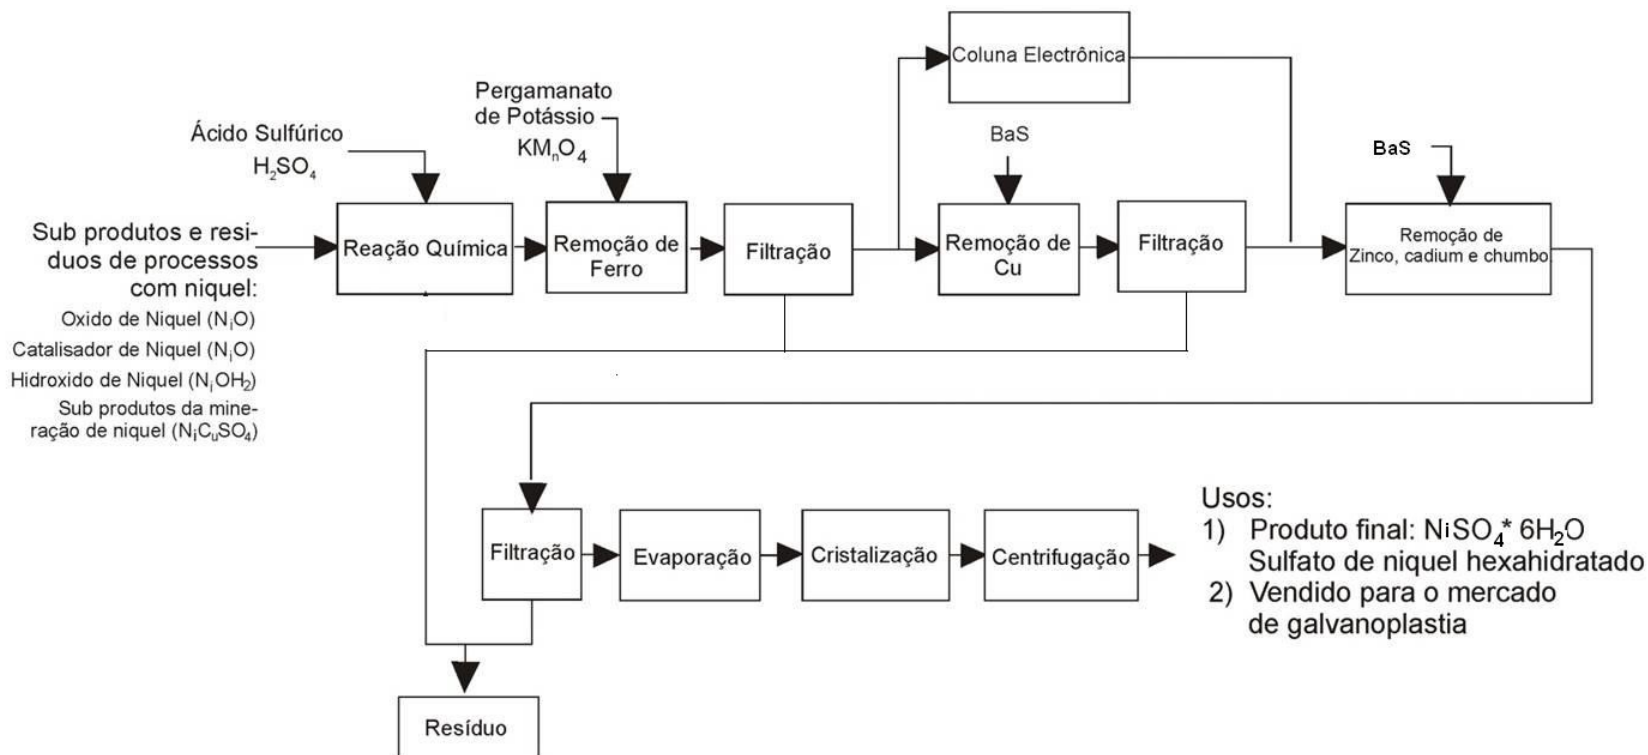 Coluna Electrônica
Pergamanato
de Potássio
KMₙO₄
Ácido Sulfúrico
H₂SO₄
BaS
BaS
Sub produtos e resi-
duos de processos
com niquel:
Oxido de Niquel (NᵢO)
Catalisador de Niquel (NᵢO)
Hidroxido de Niquel (NᵢOH₂)
Sub produtos da mine-
ração de niquel (NᵢCᵤSO₄)
Reação Química
Remoção de
Ferro
Filtração
Remoção de
Cu
Filtração
Remoção de
Zinco, cadium e chumbo
Filtração
Evaporação
Cristalização
Centrifugação
Usos:
1) Produto final: NiSO₄* 6H₂O
Sulfato de niquel hexahidratado
2) Vendido para o mercado
de galvanoplastia
Resíduo